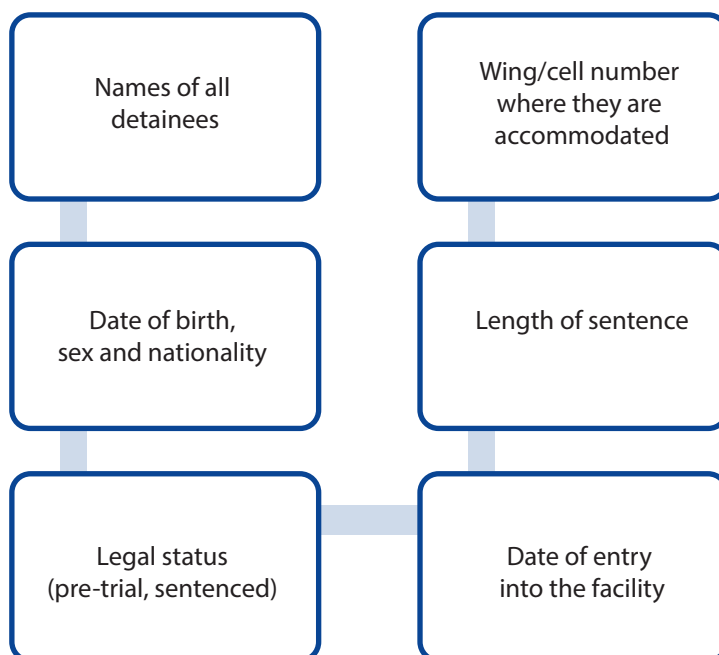 Names of all
detainees
Date of birth,
sex and nationality
Legal status
(pre-trial, sentenced)
Date of entry
into the facility
Length of sentence
Wing/cell number
where they are
accommodated